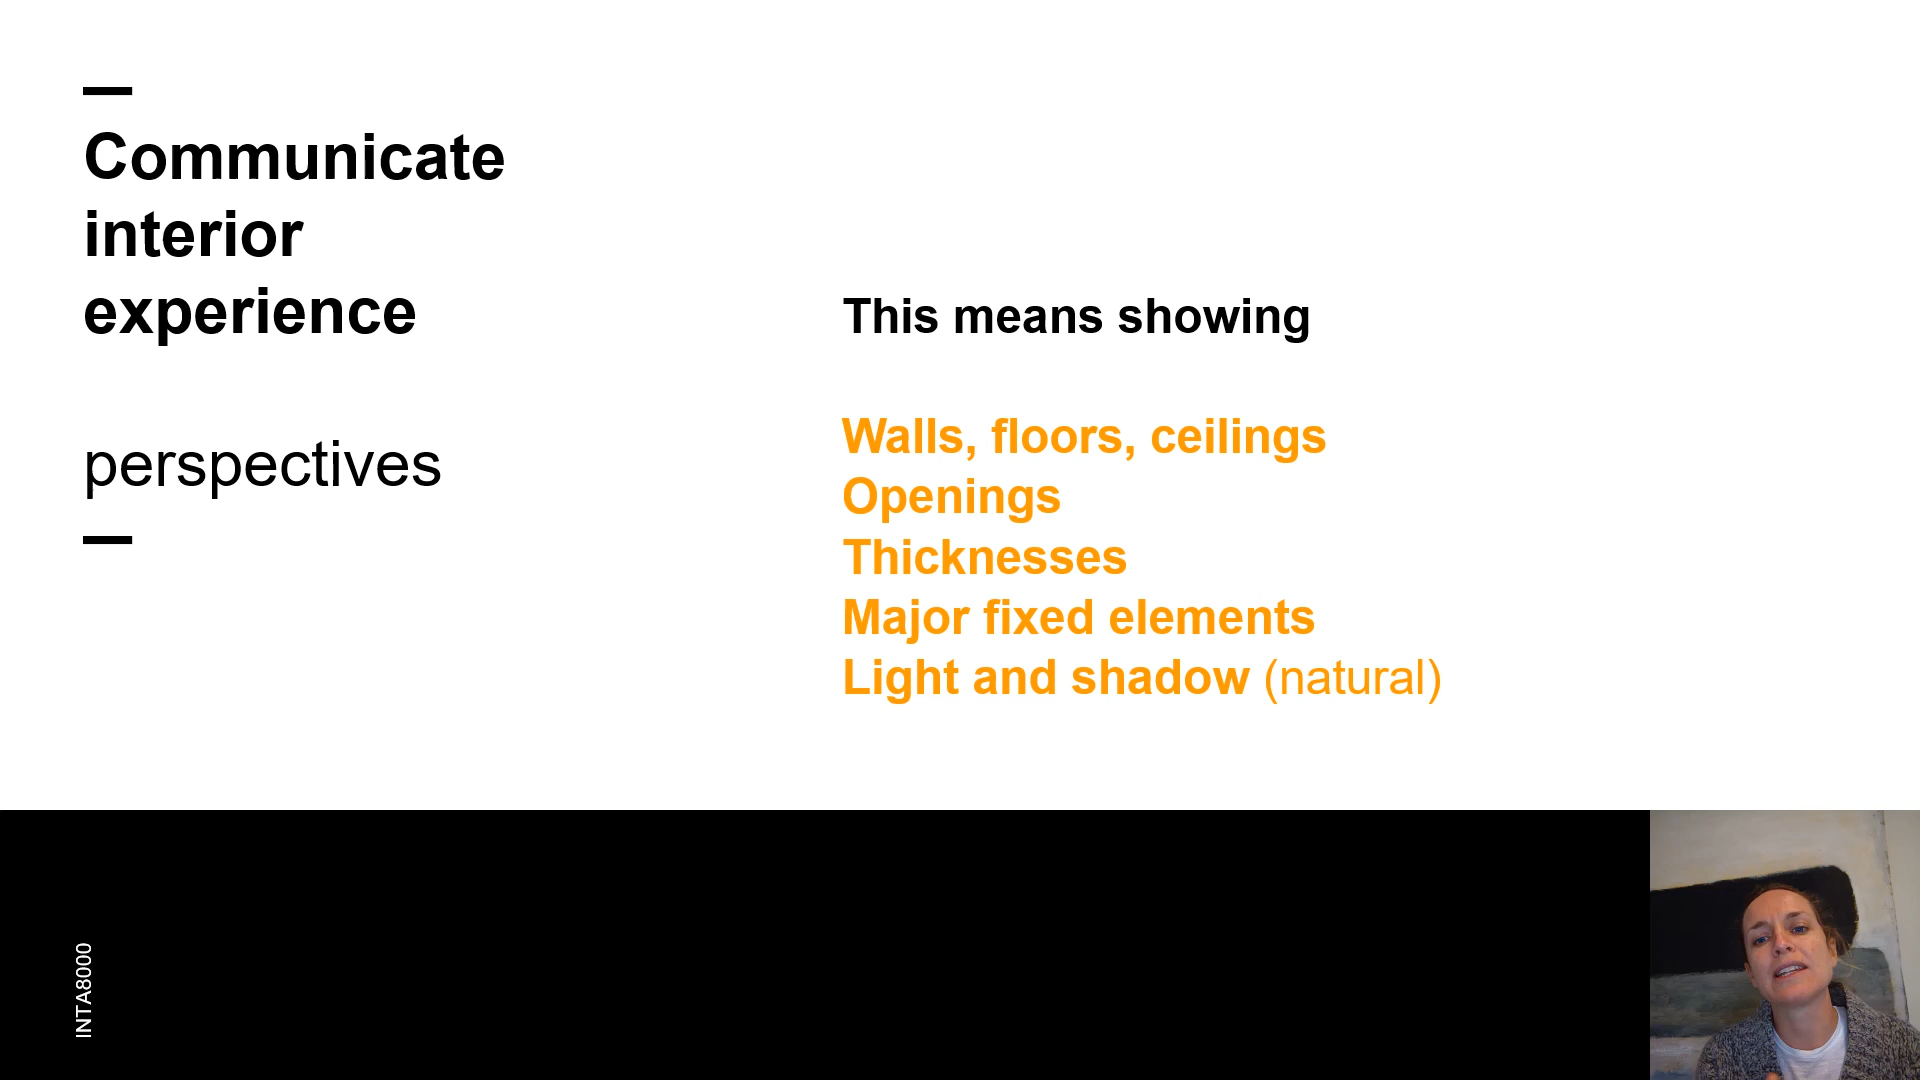 Communicate
interior
experience
perspectives
This means showing
Walls, floors, ceilings
Openings
Thicknesses
Major fixed elements
Light and shadow (natural)
INTA8000